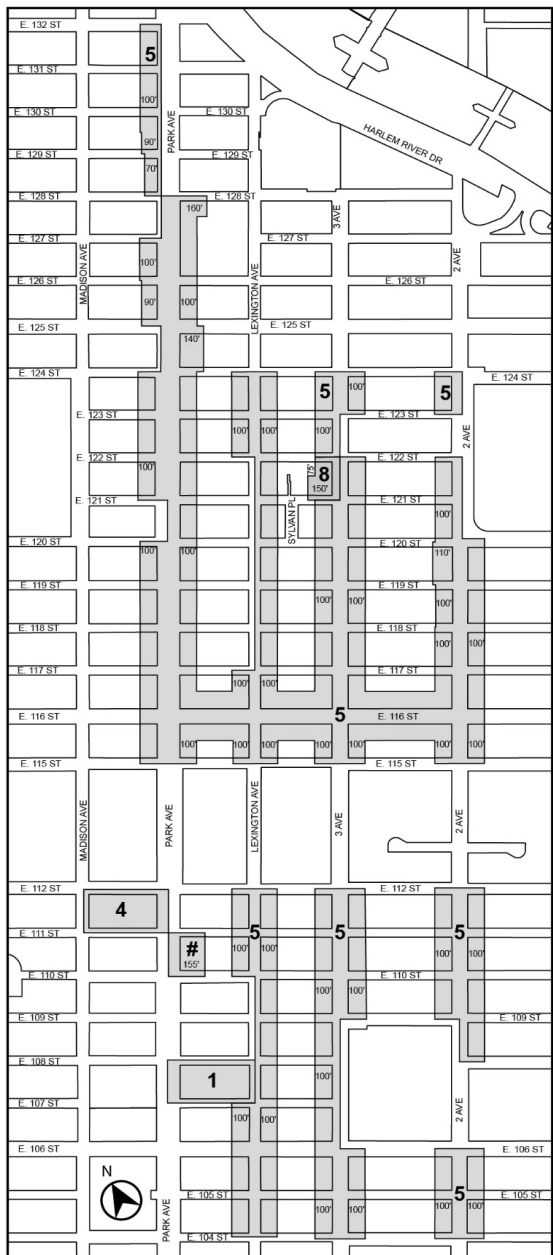 E. 132 ST
5
E. 131 ST
100'
E. 130 ST
E. 130 ST
PARK AVE
90'
HARLEM RIVER DR
E. 129 ST
E. 129 ST
70'
E. 128 ST
E. 128 ST
160'
3 AVE
E. 127 ST
E. 127 ST
MADISON AVE
100'
LEXINGTON AVE
2 AVE
E. 126 ST
E. 126 ST
90'
100'
E. 125 ST
E. 125 ST
140'
E. 124 ST
E. 124 ST
5
100'
5
E. 123 ST
E. 123 ST
100'
100'
100'
2 AVE
E. 122 ST
E. 122 ST
100'
75'
8
150'
E. 121 ST
E. 121 ST
SYLVAN PL
100'
E. 120 ST
E. 120 ST
100'
100'
110'
E. 119 ST
E. 119 ST
100'
100'
100'
E. 118 ST
E. 118 ST
100'
100'
E. 117 ST
E. 117 ST
100'
100'
E. 116 ST
5
E. 116 ST
100'
100'
100'
100'
100'
100'
100'
E. 115 ST
E. 115 ST
MADISON AVE
PARK AVE
LEXINGTON AVE
3 AVE
2 AVE
E. 112 ST
E. 112 ST
4
E. 111 ST
#
155'
5
5
5
100'
100'
100'
100'
E. 110 ST
E. 110 ST
100'
100'
E. 109 ST
E. 109 ST
E. 108 ST
1
E. 107 ST
2 AVE
100'
100'
E. 106 ST
E. 106 ST
N
E. 105 ST
5
E. 105 ST
100'
100'
100'
PARK AVE
E. 104 ST